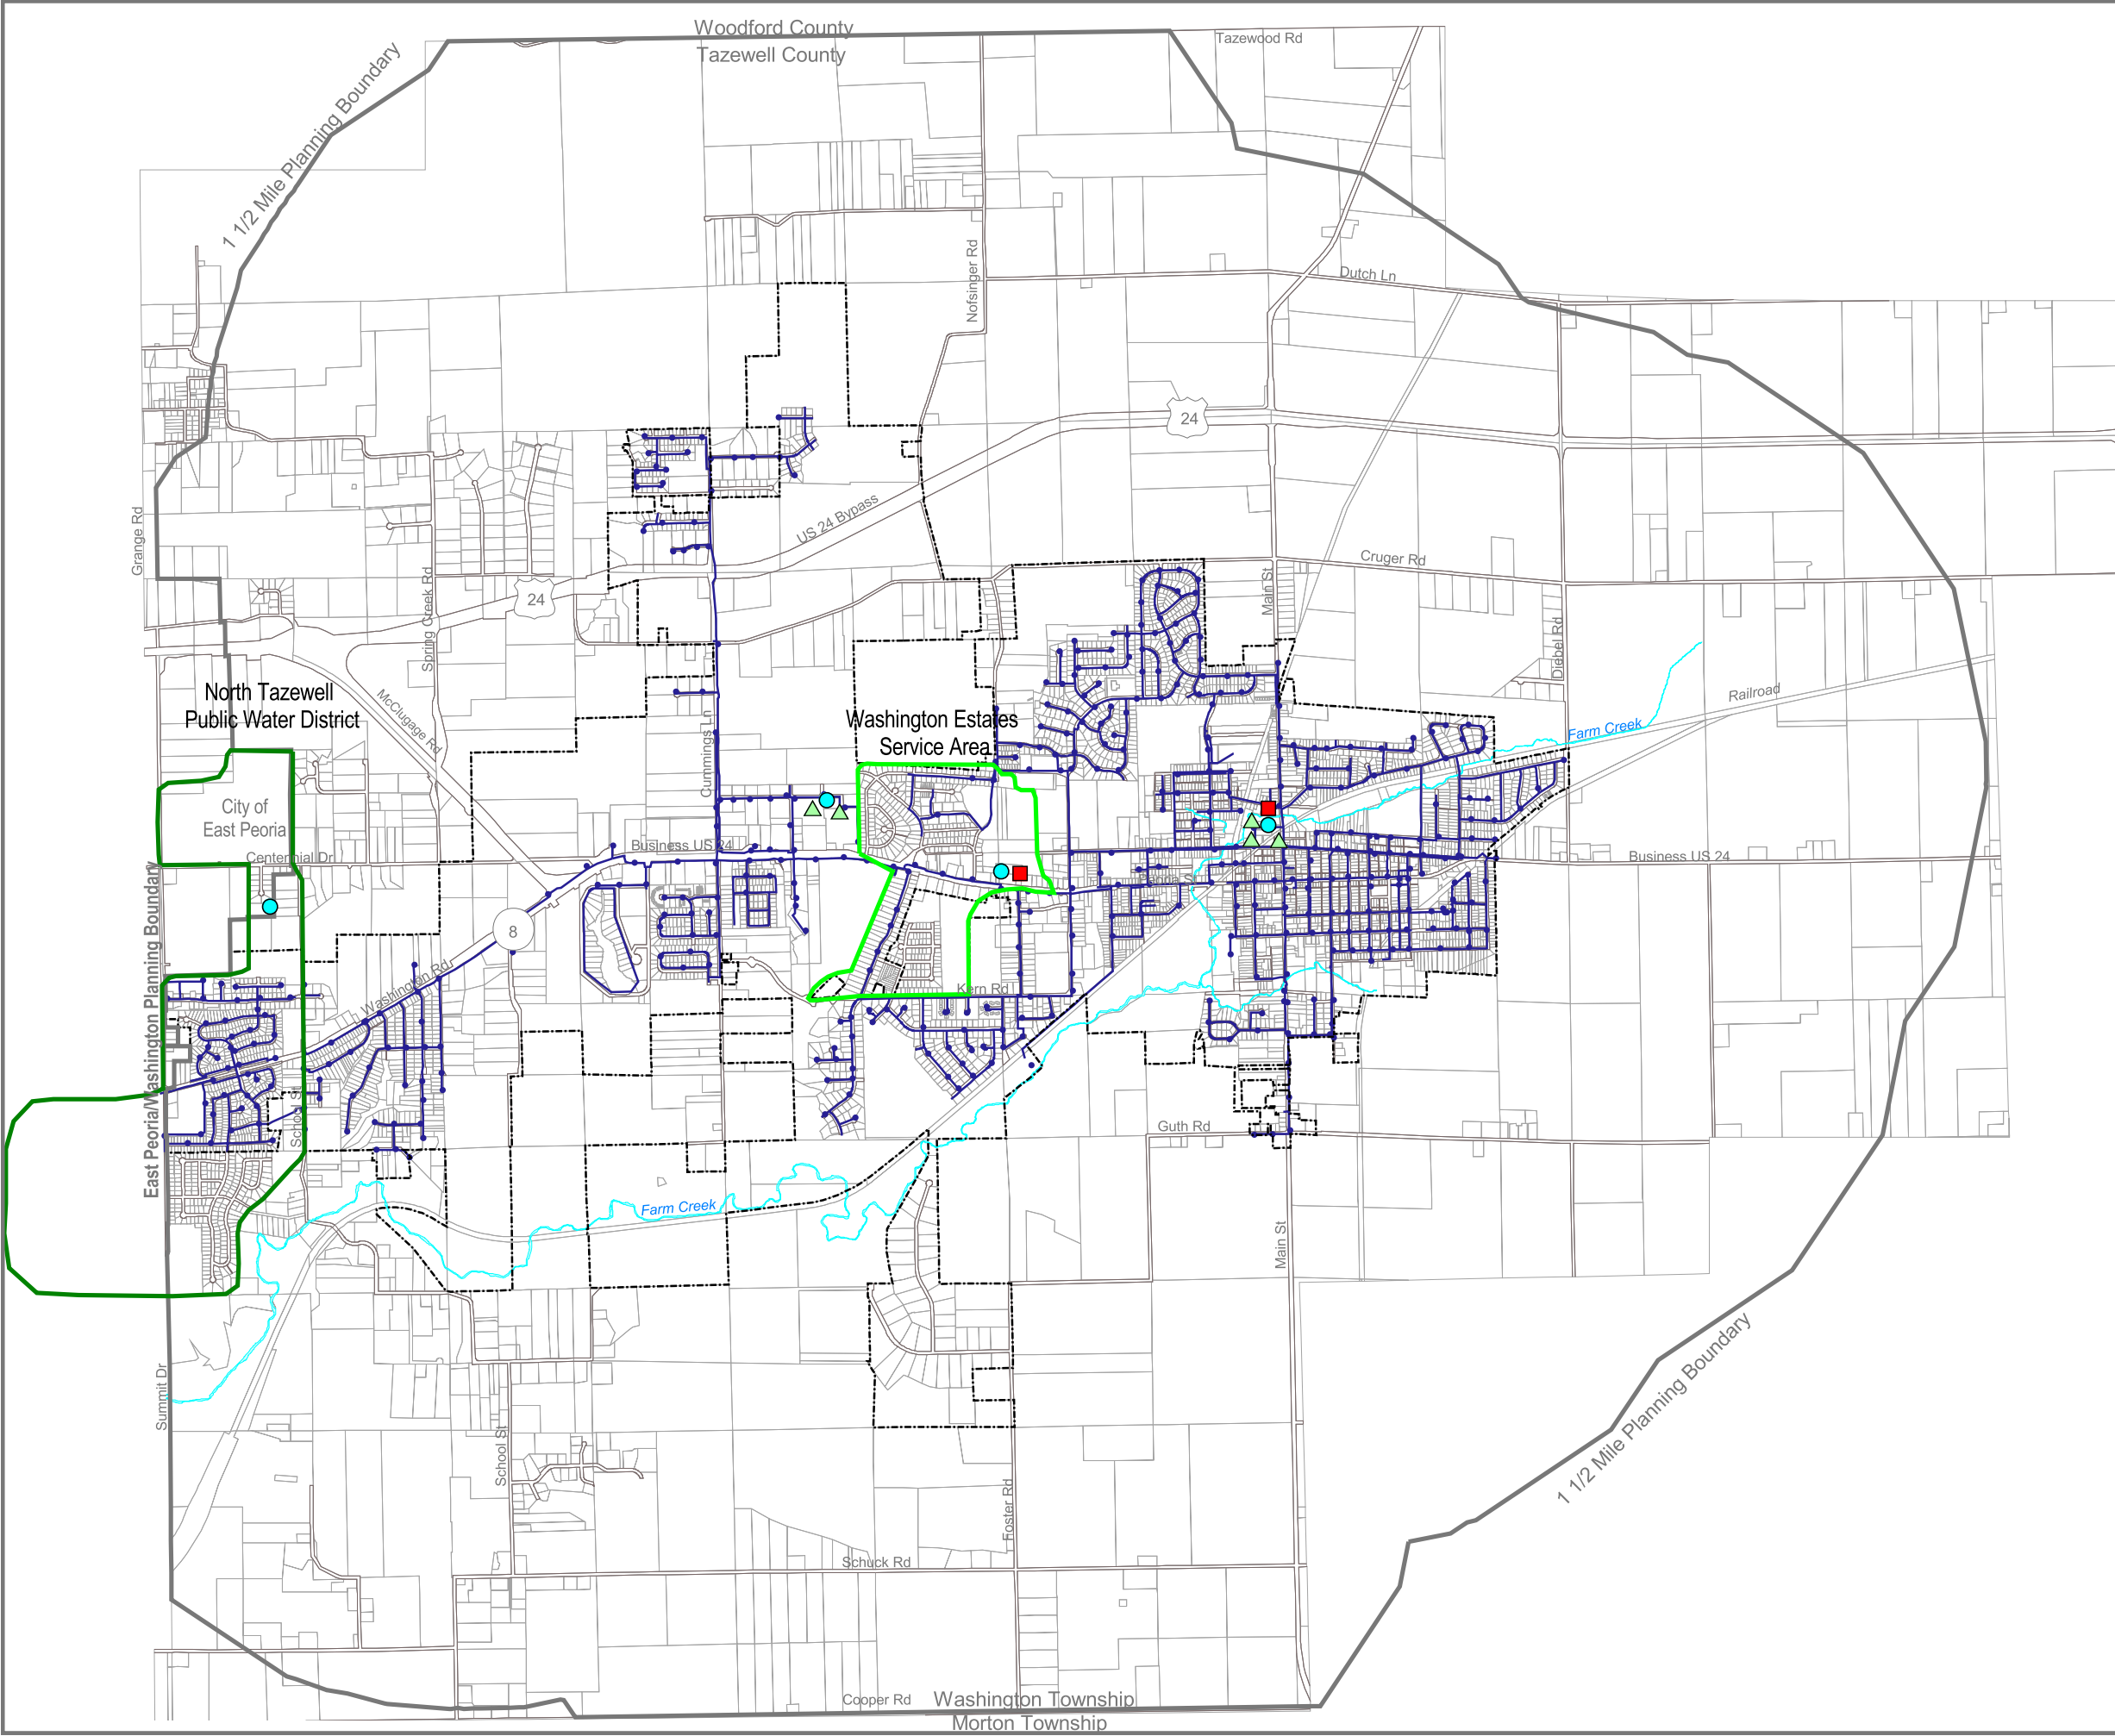 Woodford County
Tazewell County
Tazewood Rd
1 1/2 Mile Planning Boundary
Nofsinger Rd
Dutch Ln
24
US 24 Bypass
Grange Rd
Cruger Rd
Main St
Spring Creek Rd
24
Diebel Rd
North Tazewell
Public Water District
McClugage Rd
Cummings Ln
Washington Estates
Service Area
Railroad
Farm Creek
City of
East Peoria
Centennial Dr
Business US 24
Business US 24
8
East Peoria/Washington Planning Boundary
Washington Rd
Kern Rd
School St
Guth Rd
Farm Creek
Main St
1 1/2 Mile Planning Boundary
Summit Dr
School St
Foster Rd
Schuck Rd
Cooper Rd
Washington Township
Morton Township